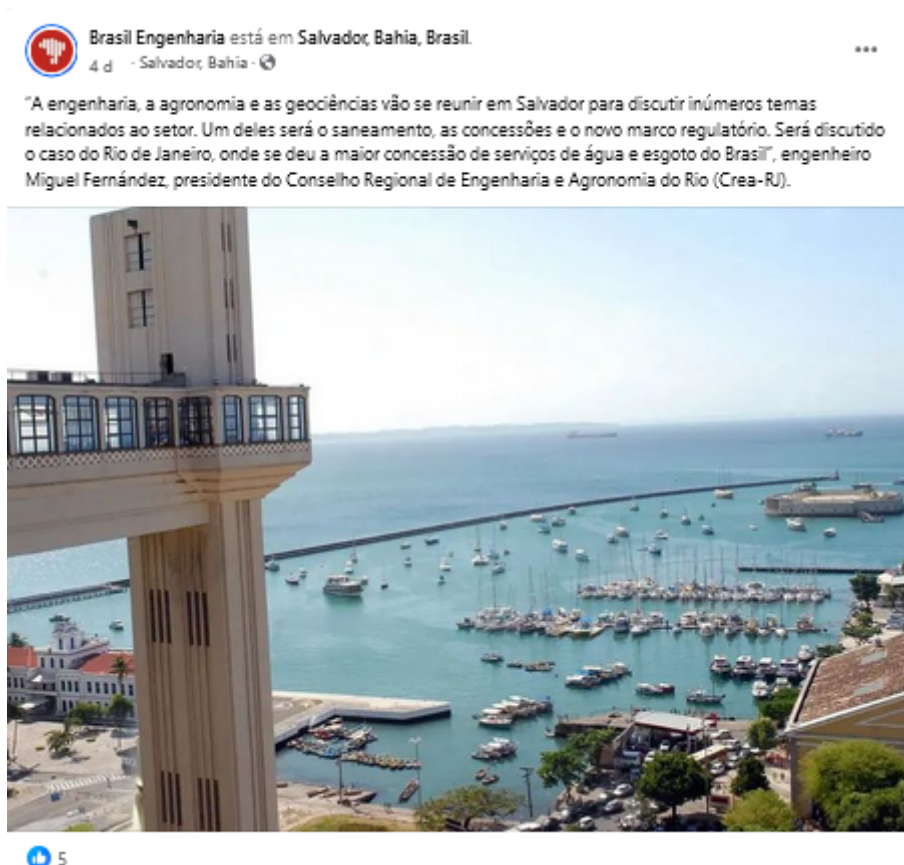 Brasil Engenharia está em Salvador, Bahia, Brasil.
4 d · Salvador, Bahia ·
“A engenharia, a agronomia e as geociências vão se reunir em Salvador para discutir inúmeros temas
relacionados ao setor. Um deles será o saneamento, as concessões e o novo marco regulatório. Será discutido
o caso do Rio de Janeiro, onde se deu a maior concessão de serviços de água e esgoto do Brasil”, engenheiro
Miguel Fernández, presidente do Conselho Regional de Engenharia e Agronomia do Rio (Crea-RJ).
5